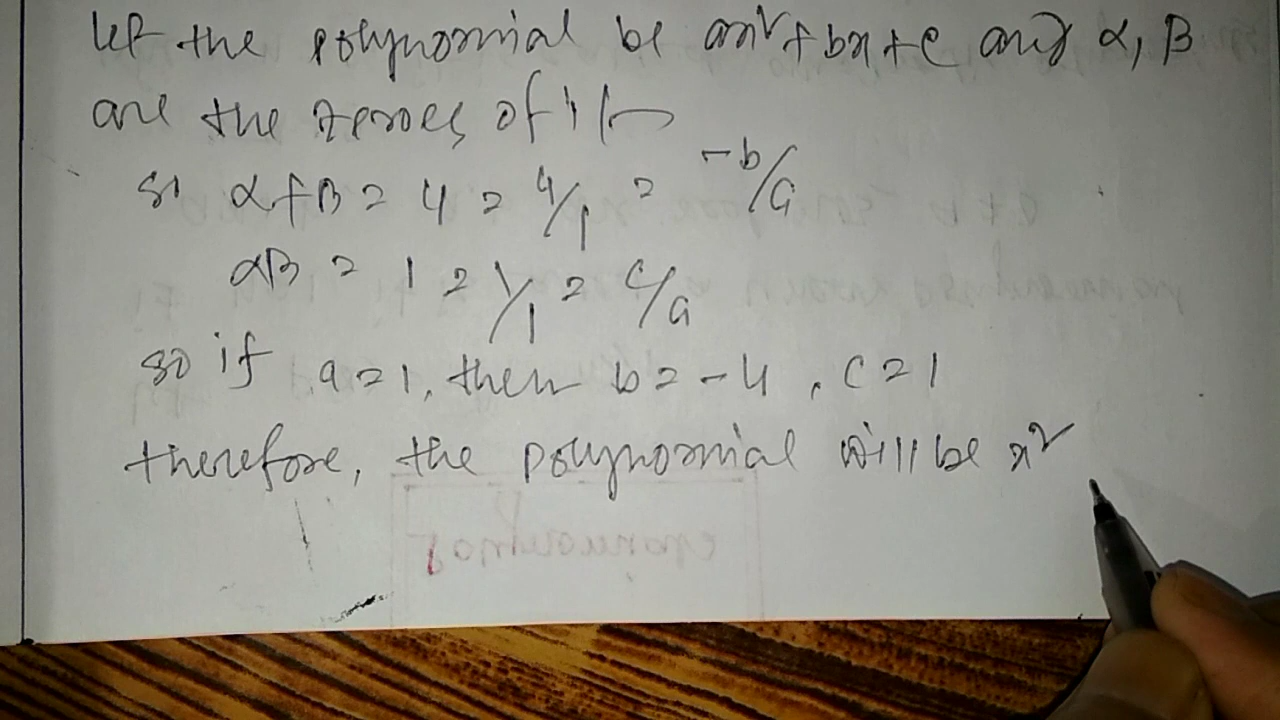 let the polynomial be ax² + bx + c and α, β
are the zeroes of it
so α + β = 4 = 4/1 = -b/a
αβ = 1 = 1/1 = c/a
so if a = 1, then b = -4, c = 1
therefore, the polynomial will be x²